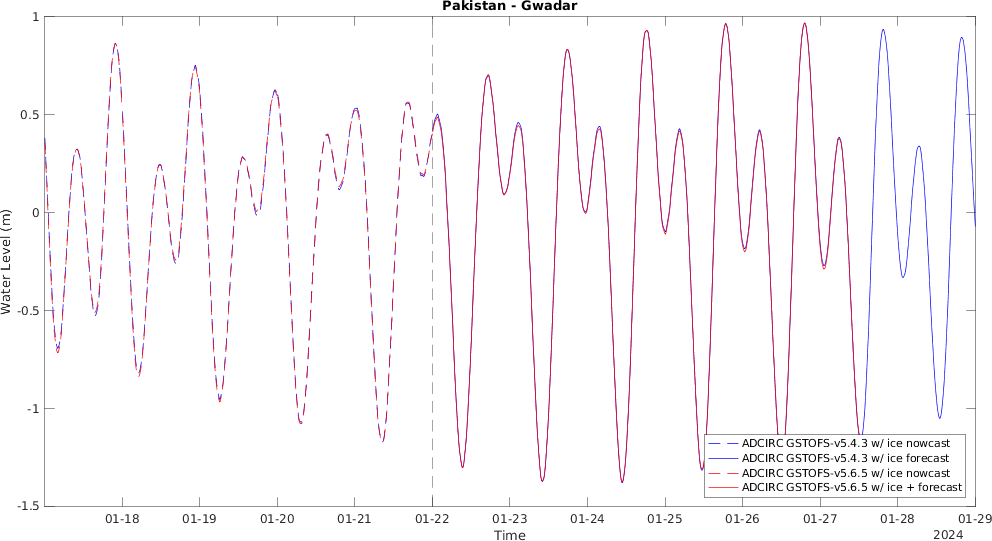 Pakistan - Gwadar
1
0.5
0
-0.5
-1
-1.5
Water Level (m)
ADCIRC GSTOFS-v5.4.3 w/ ice nowcast
ADCIRC GSTOFS-v5.4.3 w/ ice forecast
ADCIRC GSTOFS-v5.6.5 w/ ice nowcast
ADCIRC GSTOFS-v5.6.5 w/ ice + forecast
01-18 01-19 01-20 01-21 01-22 01-23 01-24 01-25 01-26 01-27 01-28 01-29
Time
2024